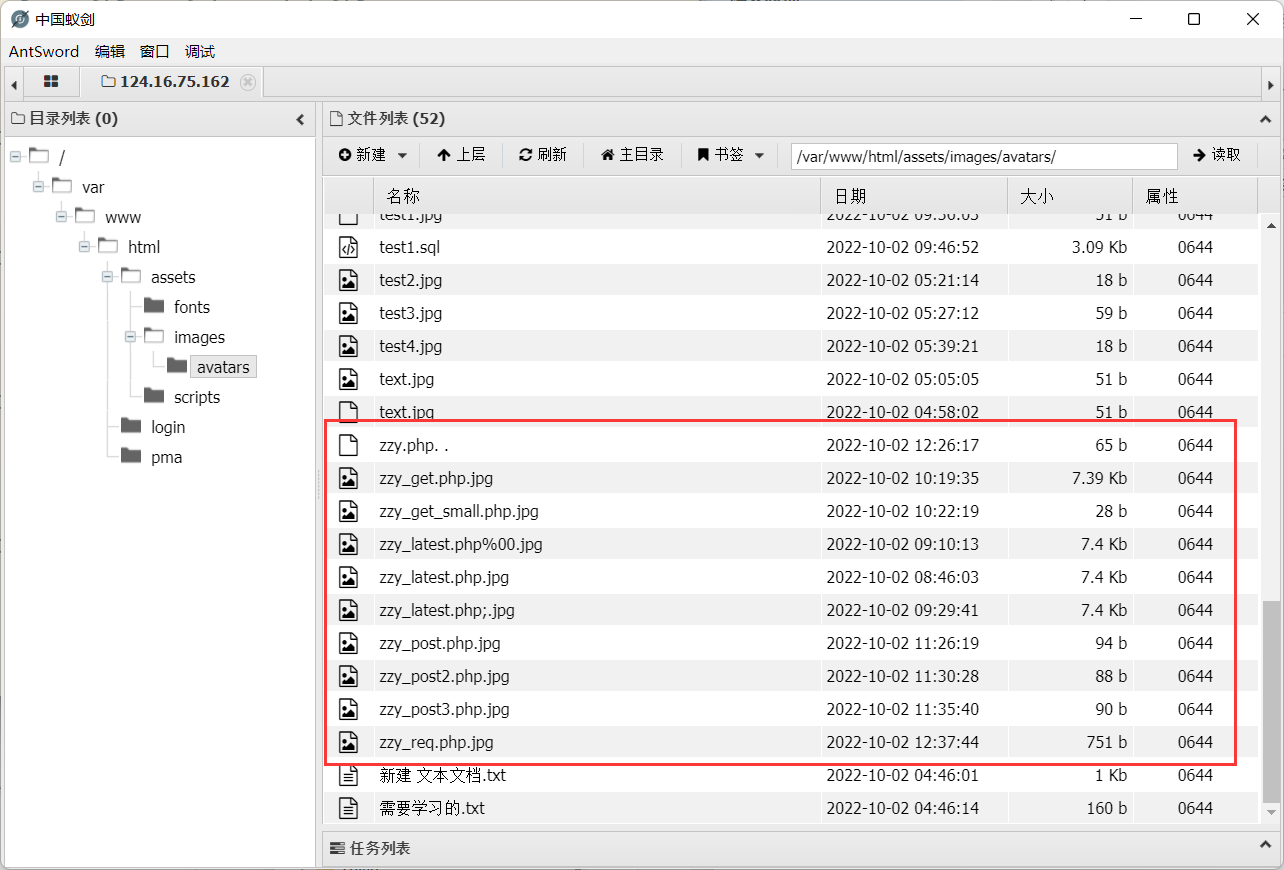 中国蚁剑
AntSword 编辑 窗口 调试
124.16.75.162
目录列表 (0)
/
var
www
html
assets
fonts
images
avatars
scripts
login
pma
文件列表 (52)
新建 上层 刷新 主目录 书签 /var/www/html/assets/images/avatars/ 读取
名称 日期 大小 属性
test1.jpg 2022-10-02 09:36:03 51 b 0644
test1.sql 2022-10-02 09:46:52 3.09 Kb 0644
test2.jpg 2022-10-02 05:21:14 18 b 0644
test3.jpg 2022-10-02 05:27:12 59 b 0644
test4.jpg 2022-10-02 05:39:21 18 b 0644
text.jpg 2022-10-02 05:05:05 51 b 0644
text.jpg 2022-10-02 04:58:02 51 b 0644
zzy.php. . 2022-10-02 12:26:17 65 b 0644
zzy_get.php.jpg 2022-10-02 10:19:35 7.39 Kb 0644
zzy_get_small.php.jpg 2022-10-02 10:22:19 28 b 0644
zzy_latest.php%00.jpg 2022-10-02 09:10:13 7.4 Kb 0644
zzy_latest.php.jpg 2022-10-02 08:46:03 7.4 Kb 0644
zzy_latest.php;.jpg 2022-10-02 09:29:41 7.4 Kb 0644
zzy_post.php.jpg 2022-10-02 11:26:19 94 b 0644
zzy_post2.php.jpg 2022-10-02 11:30:28 88 b 0644
zzy_post3.php.jpg 2022-10-02 11:35:40 90 b 0644
zzy_req.php.jpg 2022-10-02 12:37:44 751 b 0644
新建 文本文档.txt 2022-10-02 04:46:01 1 Kb 0644
需要学习的.txt 2022-10-02 04:46:14 160 b 0644
任务列表